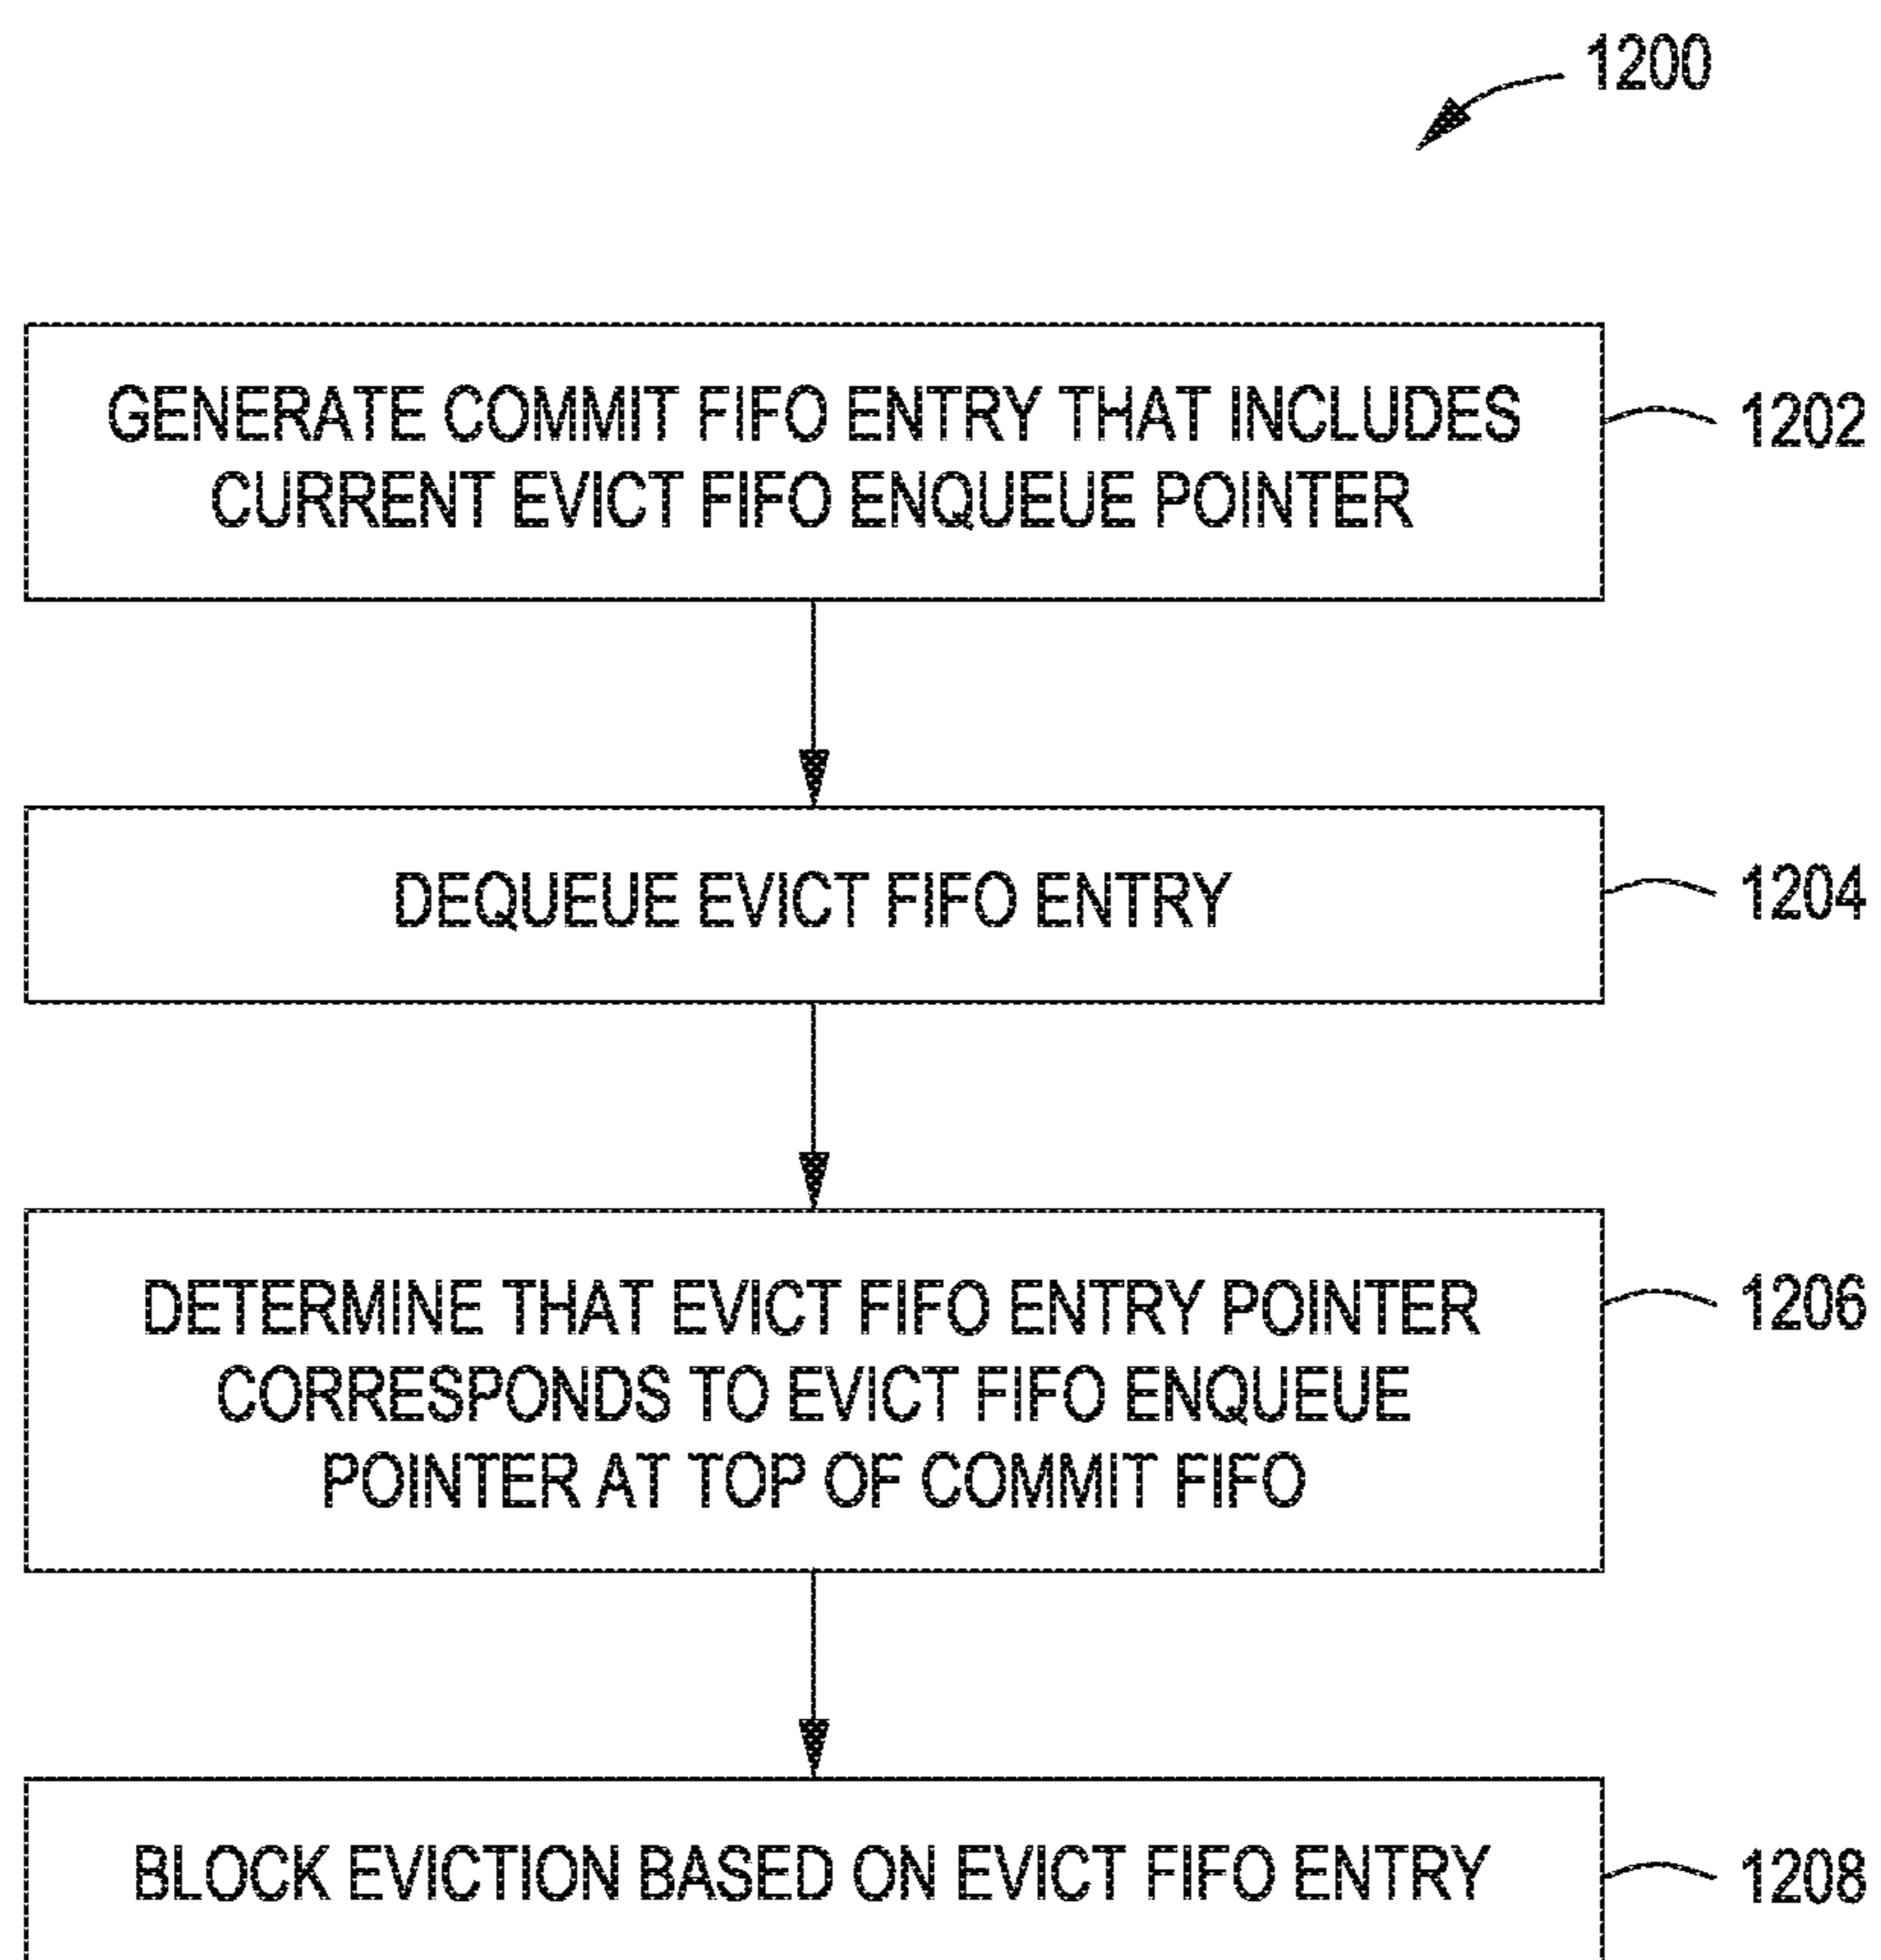 1200
GENERATE COMMIT FIFO ENTRY THAT INCLUDES
CURRENT EVICT FIFO ENQUEUE POINTER
1202
DEQUEUE EVICT FIFO ENTRY
1204
DETERMINE THAT EVICT FIFO ENTRY POINTER
CORRESPONDS TO EVICT FIFO ENQUEUE
POINTER AT TOP OF COMMIT FIFO
1206
BLOCK EVICTION BASED ON EVICT FIFO ENTRY
1208